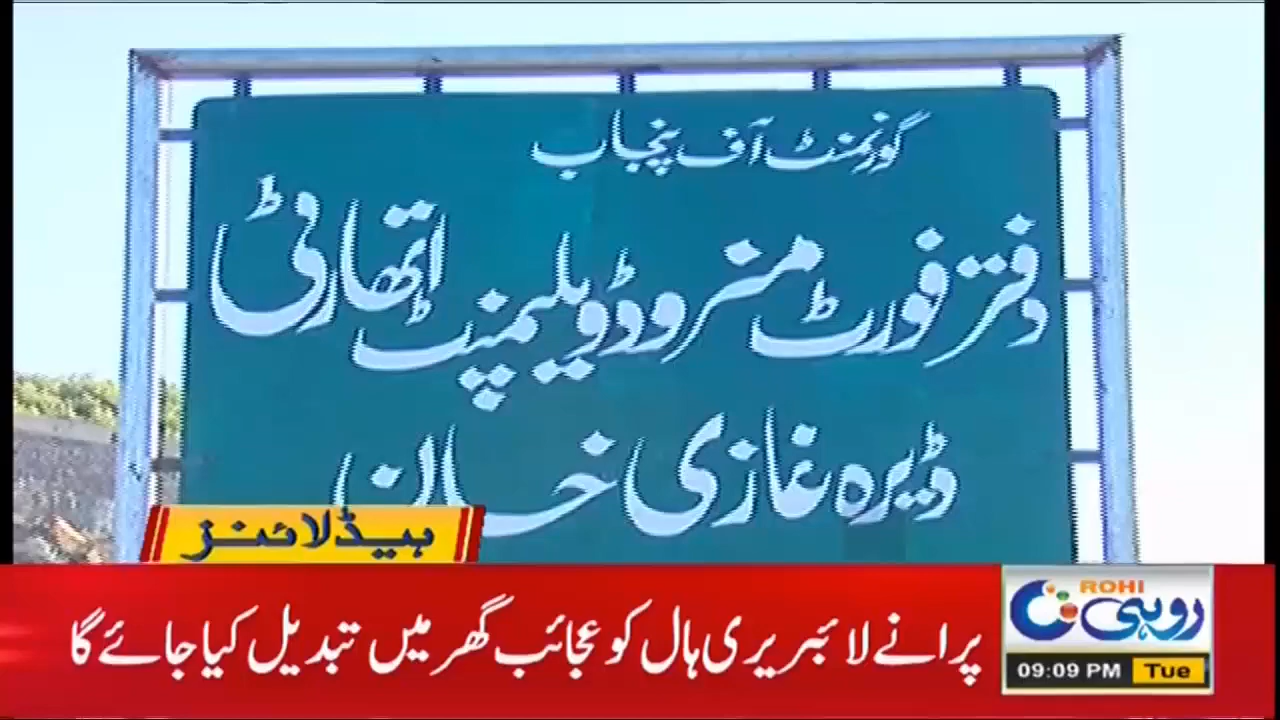 گورنمنٹ آف پنجاب
دفتر فورٹ منرو ڈویلپمنٹ اتھارٹی
ڈیرہ غازی خان
ہیڈلائنز
پرانے لائبریری ہال کو عجائب گھر میں تبدیل کیا جائے گا
ROHI
روہی
09:09 PM Tue